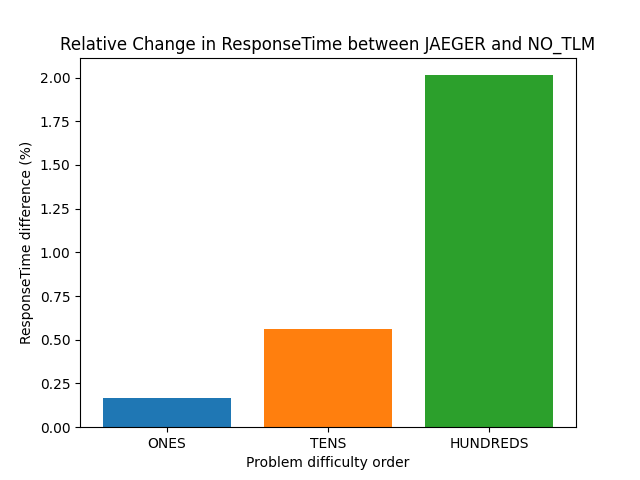 Relative Change in ResponseTime between JAEGER and NO_TLM
2.00
1.75
1.50
1.25
1.00
0.75
0.50
0.25
0.00
ResponseTime difference (%)
ONES TENS HUNDREDS
Problem difficulty order